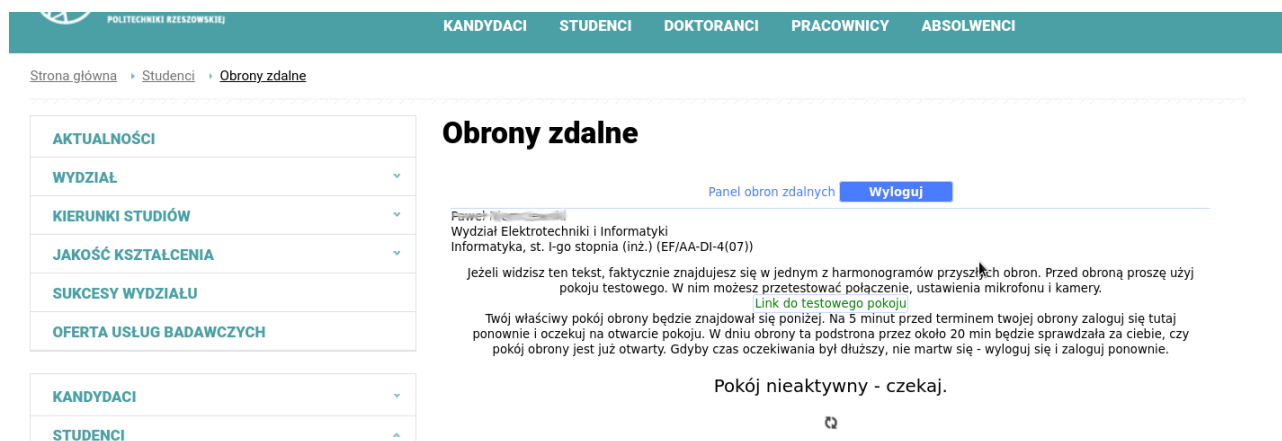 POLITECHNIKI RZESZOWSKIEJ
KANDYDACI STUDENCI DOKTORANCI PRACOWNICY ABSOLWENCI
Strona główna Studenci Obrony zdalne
AKTUALNOŚCI
WYDZIAŁ
KIERUNKI STUDIÓW
JAKOŚĆ KSZTAŁCENIA
SUKCESY WYDZIAŁU
OFERTA USŁUG BADAWCZYCH
KANDYDACI
STUDENCI
Obrony zdalne
Panel obron zdalnych Wyloguj
Paweł
Wydział Elektrotechniki i Informatyki
Informatyka, st. I-go stopnia (inż.) (EF/AA-DI-4(07))
Jeżeli widzisz ten tekst, faktycznie znajdujesz się w jednym z harmonogramów przyszłych obron. Przed obroną proszę użyj
pokoju testowego. W nim możesz przetestować połączenie, ustawienia mikrofonu i kamery.
Link do testowego pokoju
Twój właściwy pokój obrony będzie znajdował się poniżej. Na 5 minut przed terminem twojej obrony zaloguj się tutaj
ponownie i oczekuj na otwarcie pokoju. W dniu obrony ta podstrona przez około 20 min będzie sprawdzała za ciebie, czy
pokój obrony jest już otwarty. Gdyby czas oczekiwania był dłuższy, nie martw się - wyloguj się i zaloguj ponownie.
Pokój nieaktywny - czekaj.